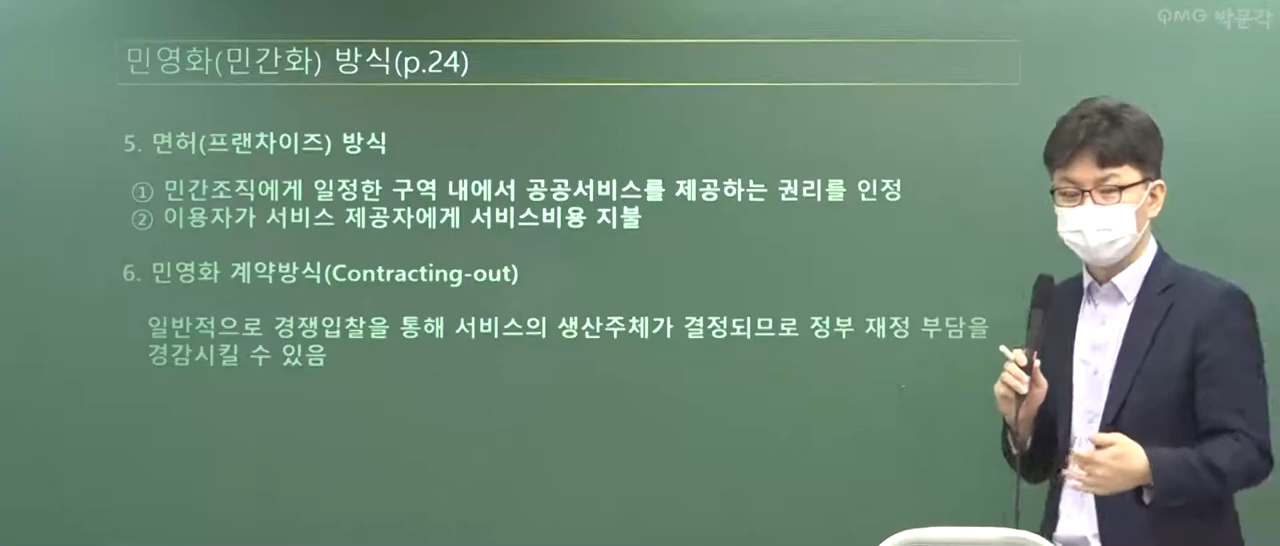 PMG 박문각
민영화(민간화) 방식(p.24)
5. 면허(프랜차이즈) 방식
① 민간조직에게 일정한 구역 내에서 공공서비스를 제공하는 권리를 인정
② 이용자가 서비스 제공자에게 서비스비용 지불
6. 민영화 계약방식(Contracting-out)
일반적으로 경쟁입찰을 통해 서비스의 생산주체가 결정되므로 정부 재정 부담을
경감시킬 수 있음